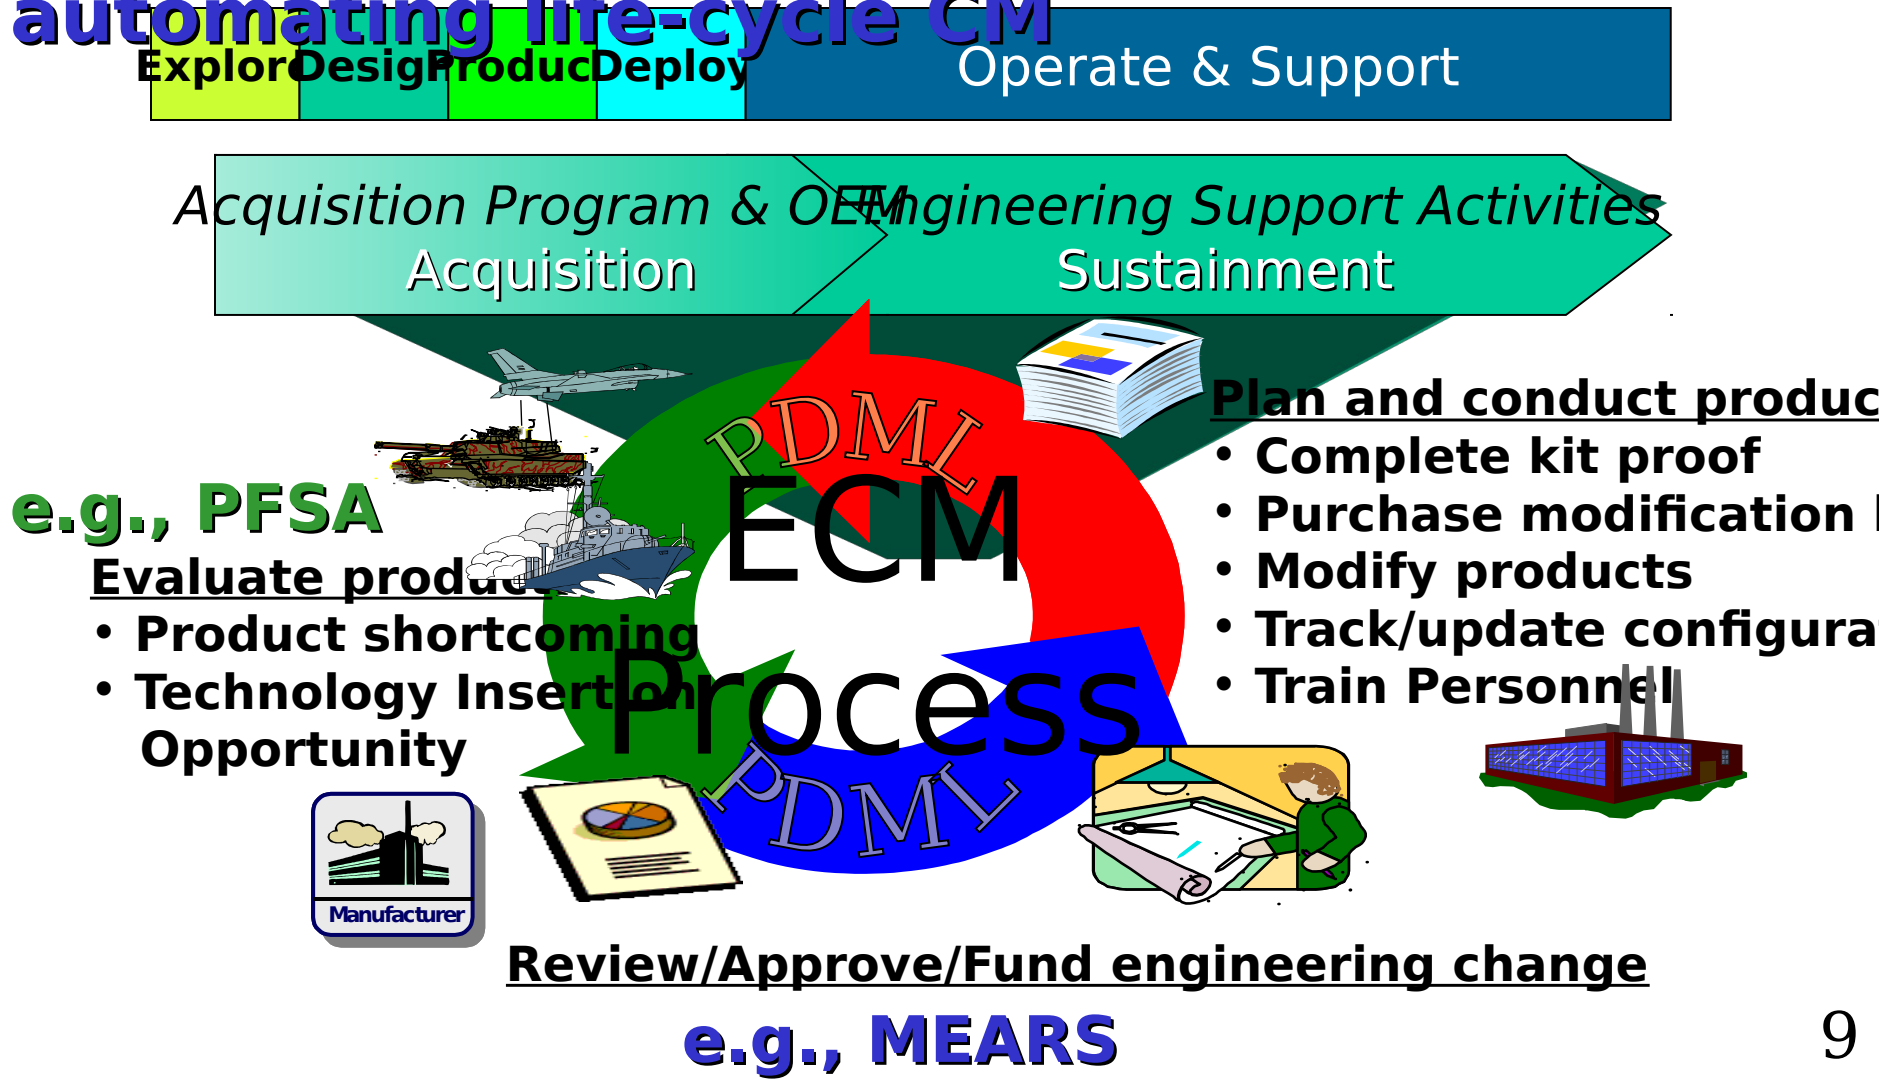 automating life-cycle CM
Explore Desig Produc Deploy Operate & Support
Acquisition Program & OEM Engineering Support Activities
Acquisition Sustainment
PDML
ECM
Process
PDML
Plan and conduct produc
• Complete kit proof
• Purchase modification
• Modify products
• Track/update configura
• Train Personnel
e.g., PFSA
Evaluate product
• Product shortcoming
• Technology Insertion
Opportunity
Manufacturer
Review/Approve/Fund engineering change
e.g., MEARS
9